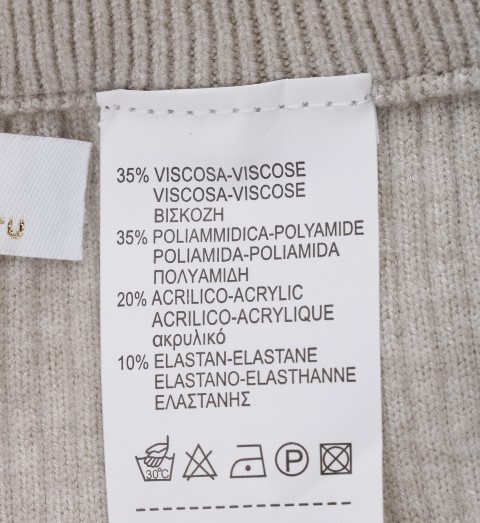 35% VISCOSA-VISCOSE
VISCOSA-VISCOSE
ΒΙΣΚΟΖΗ
35% POLIAMMIDICA-POLYAMIDE
POLIAMIDA-POLIAMIDA
ΠΟΛΥΑΜΙΔΗ
20% ACRILICO-ACRYLIC
ACRILICO-ACRYLIQUE
ακρυλικό
10% ELASTAN-ELASTANE
ELASTANO-ELASTHANNE
ΕΛΑΣΤΑΝΗΣ
30°C P